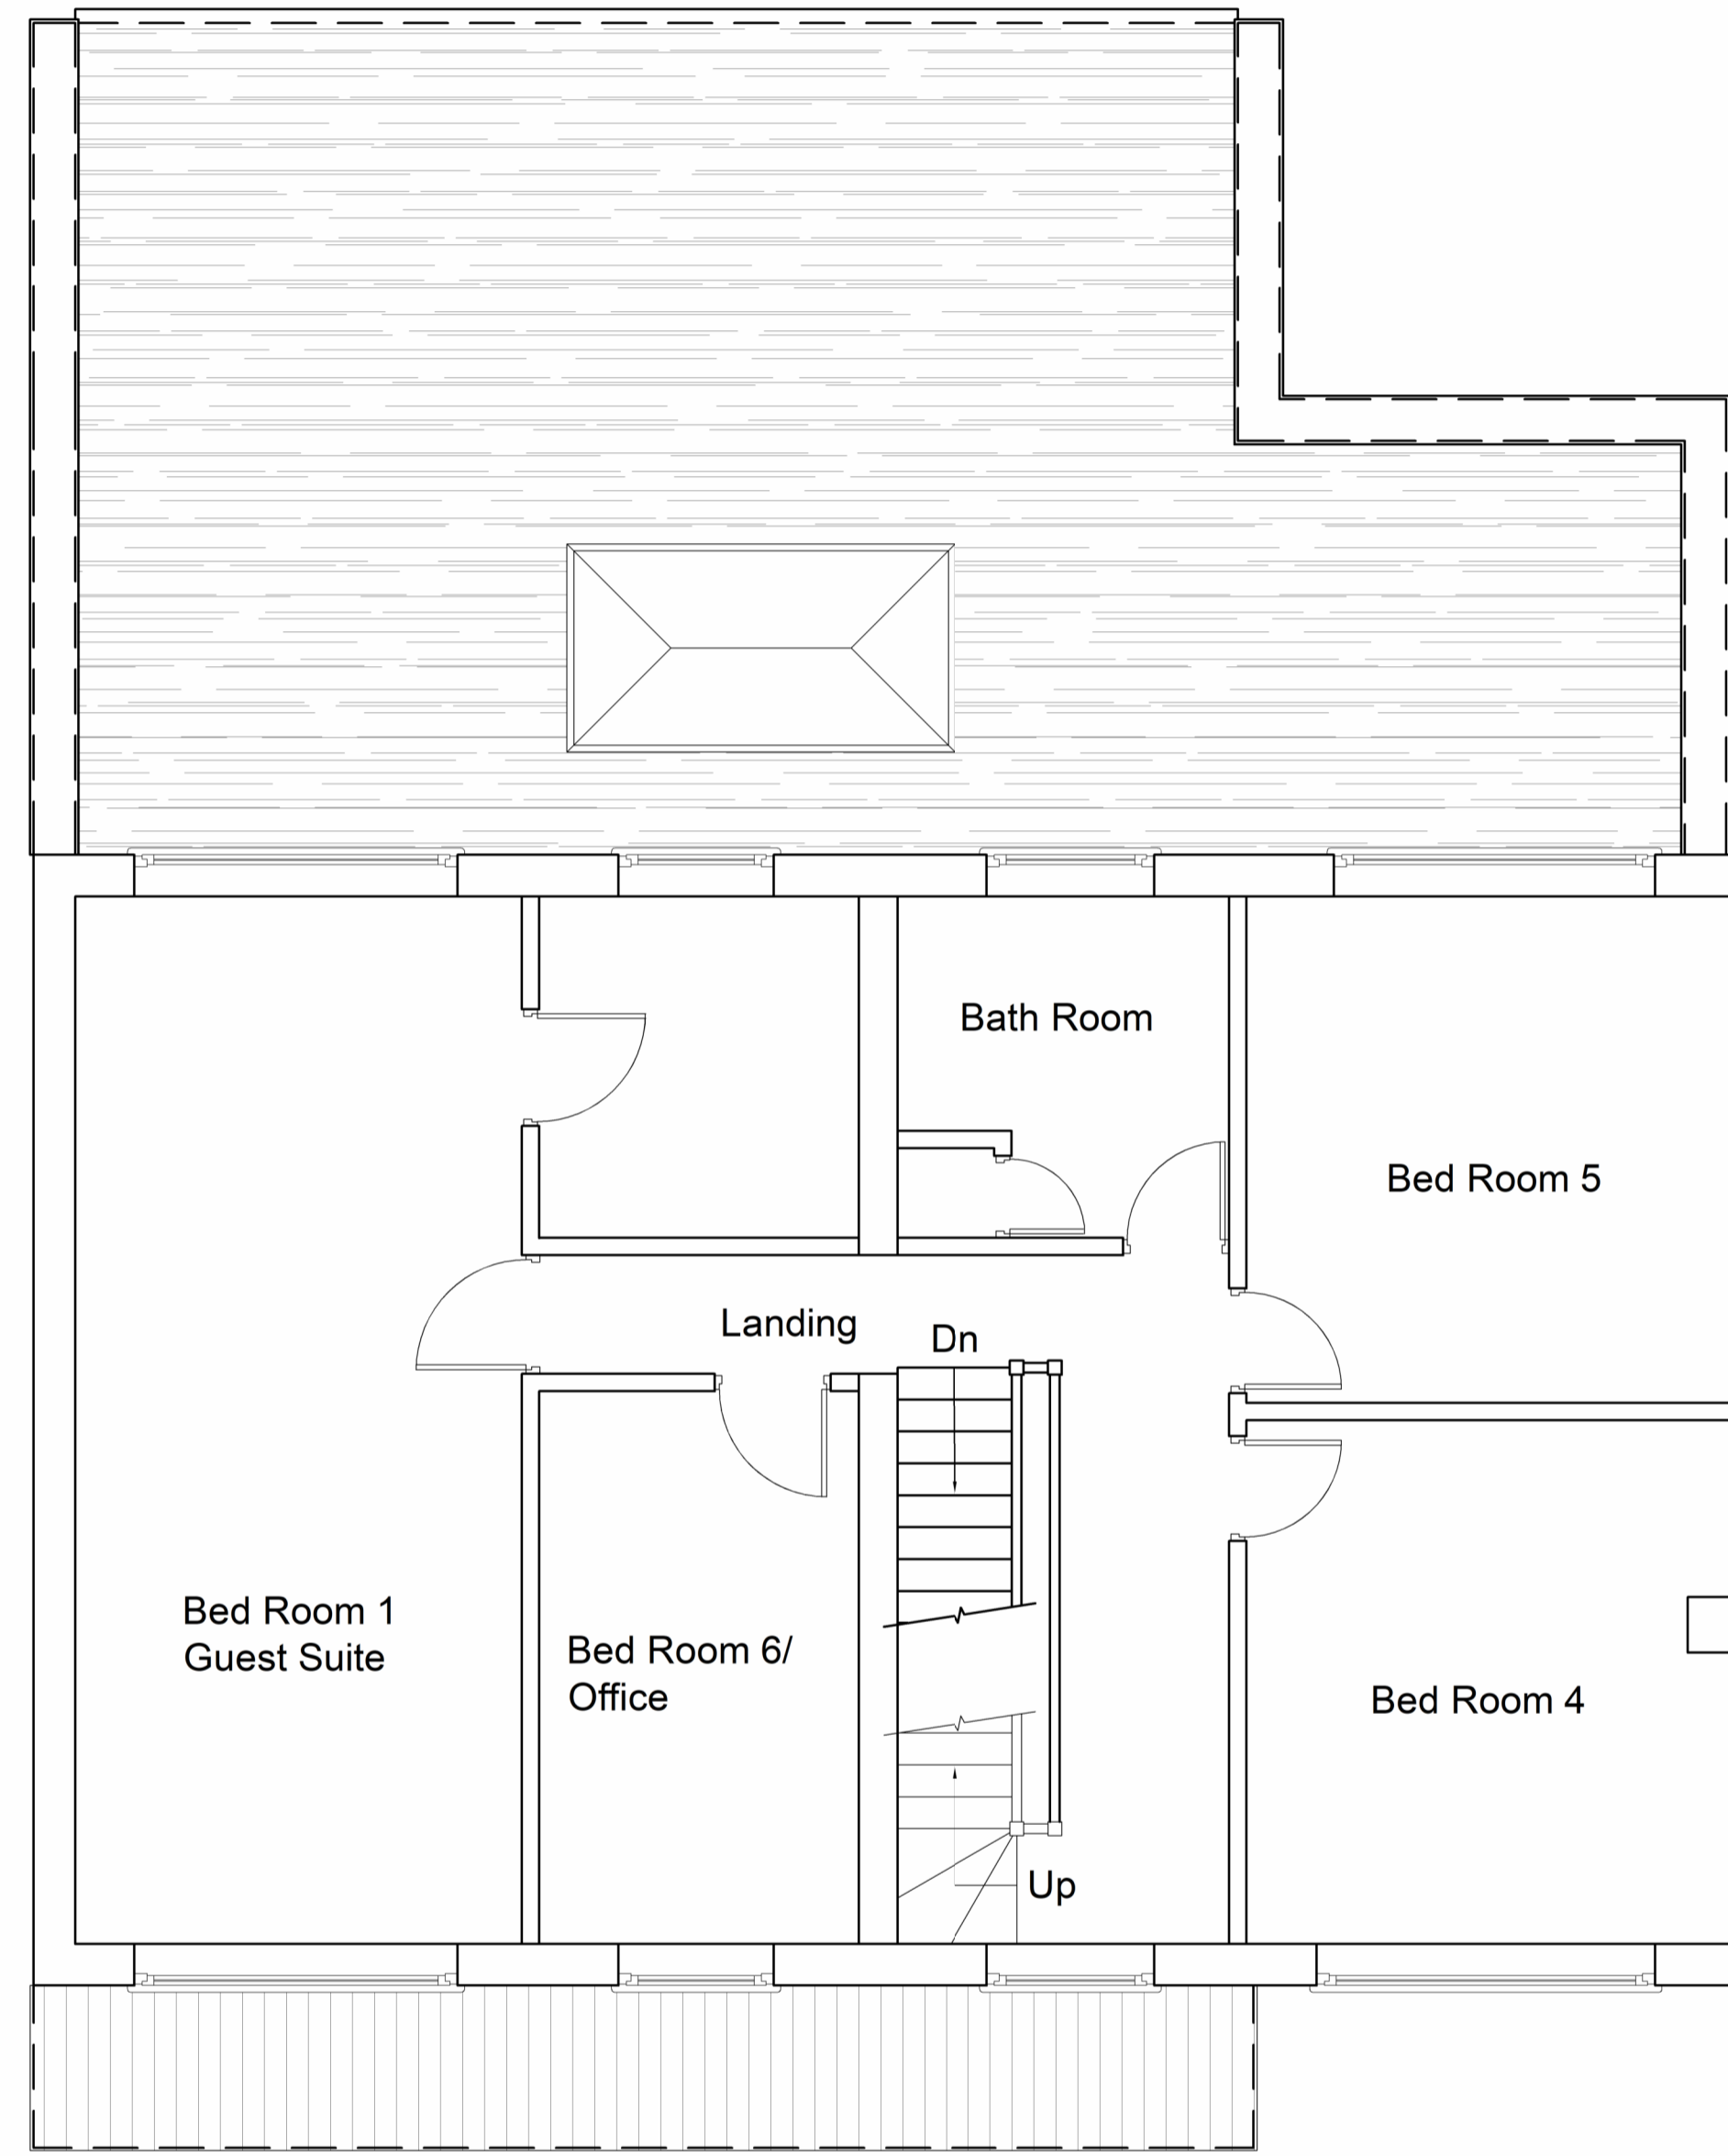 Bath Room
Bed Room 5
Landing
Dn
Bed Room 1
Guest Suite
Bed Room 6/
Office
Bed Room 4
Up